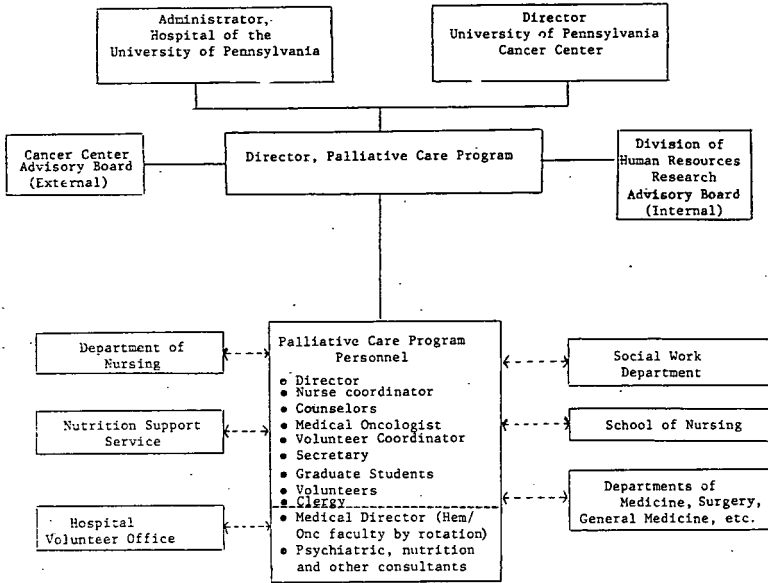 Administrator,
Hospital of the
University of Pennsylvania
Director
University of Pennsylvania
Cancer Center
Cancer Center
Advisory Board
(External)
Director, Palliative Care Program
Division of
Human Resources
Research
Advisory Board
(Internal)
Department of
Nursing
Nutrition Support
Service
Hospital
Volunteer Office
Palliative Care Program
Personnel
● Director
● Nurse coordinator
● Counselors
● Medical Oncologist
● Volunteer Coordinator
● Secretary
● Graduate Students
● Volunteers
● Clergy
● Medical Director (Hem/
Onc faculty by rotation)
● Psychiatric, nutrition
and other consultants
Social Work
Department
School of Nursing
Departments of
Medicine, Surgery,
General Medicine, etc.